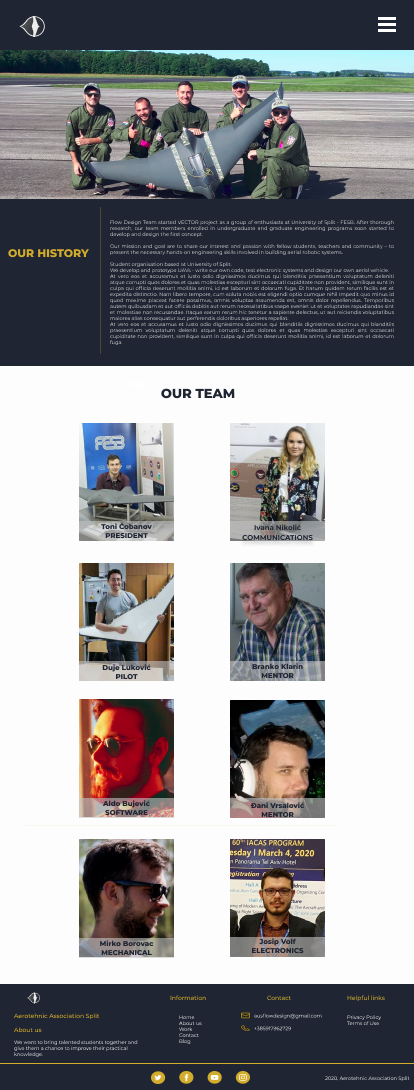 Flow Design Team started VECTOR project as a group of enthusiasts at University of Split - FESB. After thorough
research, our team members enrolled in undergraduate and graduate engineering programs soon started to
develop and design the first concept.
Our mission and goal are to share our interest and passion with fellow students, teachers and community – to
present the necessary hands-on engineering skills involved in building aerial robotic systems.
OUR HISTORY
Student organisation based at University of Split.
We develop and prototype UAVs - write our own code, test electronic systems and design our own aerial vehicle.
At vero eos et accusamus et iusto odio dignissimos ducimus qui blanditiis praesentium voluptatum deleniti
atque corrupti quos dolores et quas molestias excepturi sint occaecati cupiditate non provident, similique sunt in
culpa qui officia deserunt mollitia animi, id est laborum et dolorum fuga. Et harum quidem rerum facilis est et
expedita distinctio. Nam libero tempore, cum soluta nobis est eligendi optio cumque nihil impedit quo minus id
quod maxime placeat facere possimus, omnis voluptas assumenda est, omnis dolor repellendus. Temporibus
autem quibusdam et aut officiis debitis aut rerum necessitatibus saepe eveniet ut et voluptates repudiandae sint
et molestiae non recusandae. Itaque earum rerum hic tenetur a sapiente delectus, ut aut reiciendis voluptatibus
maiores alias consequatur aut perferendis doloribus asperiores repellat.
At vero eos et accusamus et iusto odio dignissimos ducimus qui blanditiis dignissimos ducimus qui blanditiis
praesentium voluptatum deleniti atque corrupti quos dolores et quas molestias excepturi sint occaecati
cupiditate non provident, similique sunt in culpa qui officia deserunt mollitia animi, id est laborum et dolorum
fuga.
OUR TEAM
FESB
Toni Čobanov
PRESIDENT
Ivana Nikolić
COMMUNICATIONS
Duje Luković
PILOT
Branko Klarin
MENTOR
Aldo Bujević
SOFTWARE
Đani Vrsalović
MENTOR
60th IACAS PROGRAM
March 4, 2020
Panorama Tel Aviv Hotel
Mirko Borovac
MECHANICAL
Josip Volf
ELECTRONICS
Aerotehnic Association Split
About us
We want to bring talented students together and
give them a chance to improve their practical
knowledge.
Information
Home
About us
Work
Contact
Blog
Contact
ausflowdesign@gmail.com
+385917962729
Helpful links
Privacy Policy
Terms of Use
2020, Aerotehnic Association Split